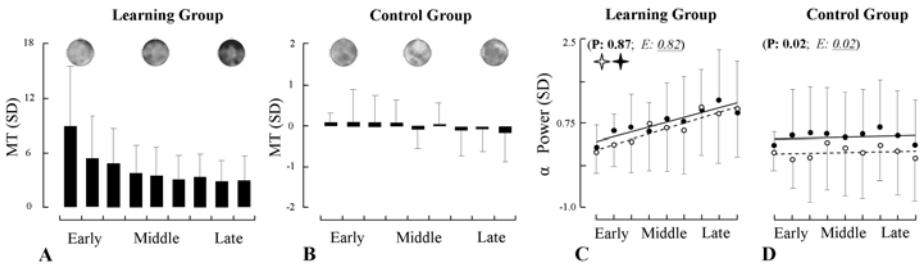 Learning Group
Control Group
Learning Group
Control Group
MT (SD)
18
12
6
0
Early
Middle
Late
A
MT (SD)
2
1
0
-1
-2
Early
Middle
Late
B
α Power (SD)
2.5
0.75
-1.0
(P: 0.87; E: 0.82)
Early
Middle
Late
C
(P: 0.02; E: 0.02)
Early
Middle
Late
D